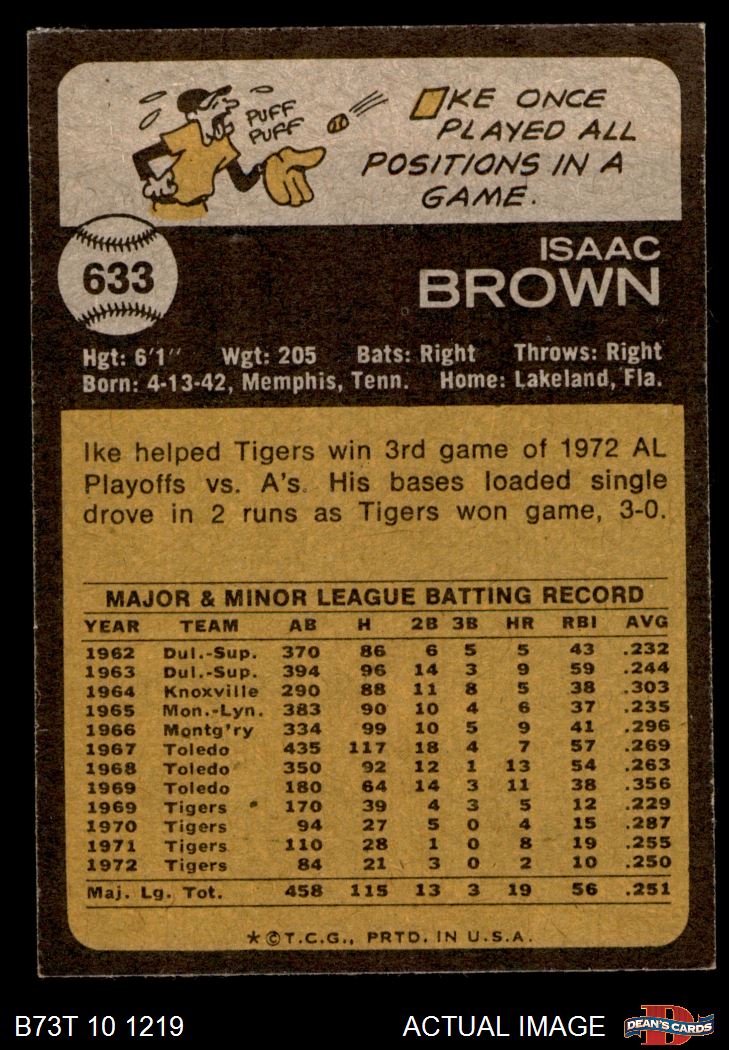 PUFF
PUFF
IKE ONCE
PLAYED ALL
POSITIONS IN A
GAME.
633
ISAAC
BROWN
Hgt: 6'1" Wgt: 205 Bats: Right Throws: Right
Born: 4-13-42, Memphis, Tenn. Home: Lakeland, Fla.
Ike helped Tigers win 3rd game of 1972 AL
Playoffs vs. A's. His bases loaded single
drove in 2 runs as Tigers won game, 3-0.
MAJOR & MINOR LEAGUE BATTING RECORD
YEAR TEAM AB H 2B 3B HR RBI AVG
1962 Dul.-Sup. 370 86 6 5 5 43 .232
1963 Dul.-Sup. 394 96 14 3 9 59 .244
1964 Knoxville 290 88 11 8 5 38 .303
1965 Mon.-Lyn. 383 90 10 4 6 37 .235
1966 Montg'ry 334 99 10 5 9 41 .296
1967 Toledo 435 117 18 4 7 57 .269
1968 Toledo 350 92 12 1 13 54 .263
1969 Toledo 180 64 14 3 11 38 .356
1969 Tigers 170 39 4 3 5 12 .229
1970 Tigers 94 27 5 0 4 15 .287
1971 Tigers 110 28 1 0 8 19 .255
1972 Tigers 84 21 3 0 2 10 .250
Maj. Lg. Tot. 458 115 13 3 19 56 .251
*©T.C.G., PRTD. IN U.S.A.
B73T 10 1219 ACTUAL IMAGE
D
DEAN'S CARDS